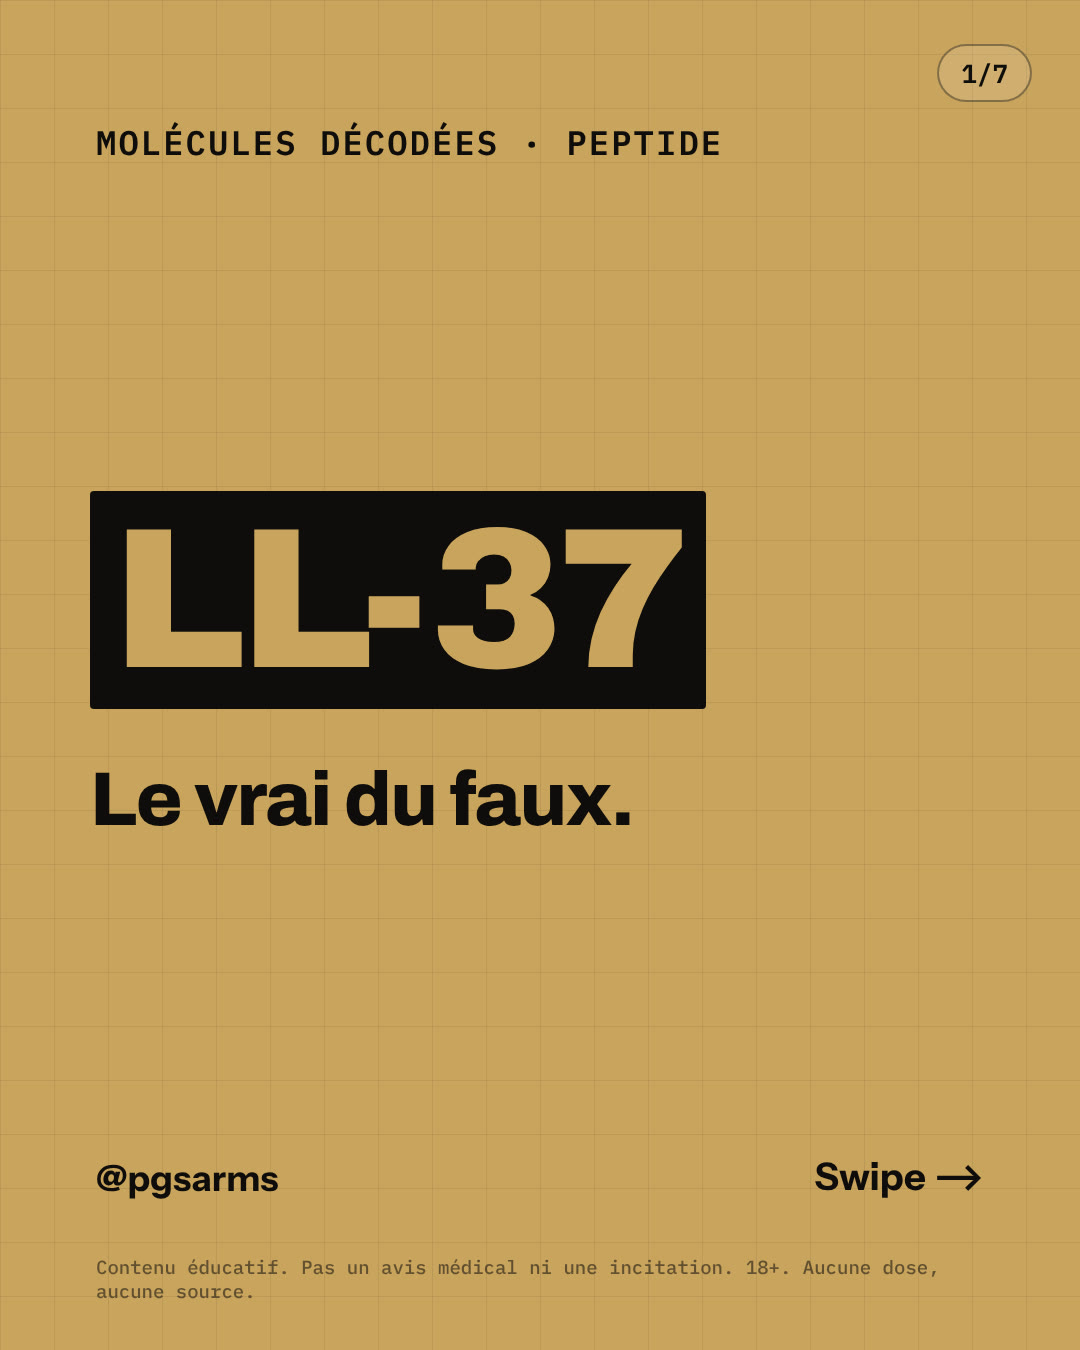 1/7
MOLÉCULES DÉCODÉES · PEPTIDE
LL-37
Le vrai du faux.
@pgsarms
Swipe →
Contenu éducatif. Pas un avis médical ni une incitation. 18+. Aucune dose,
aucune source.